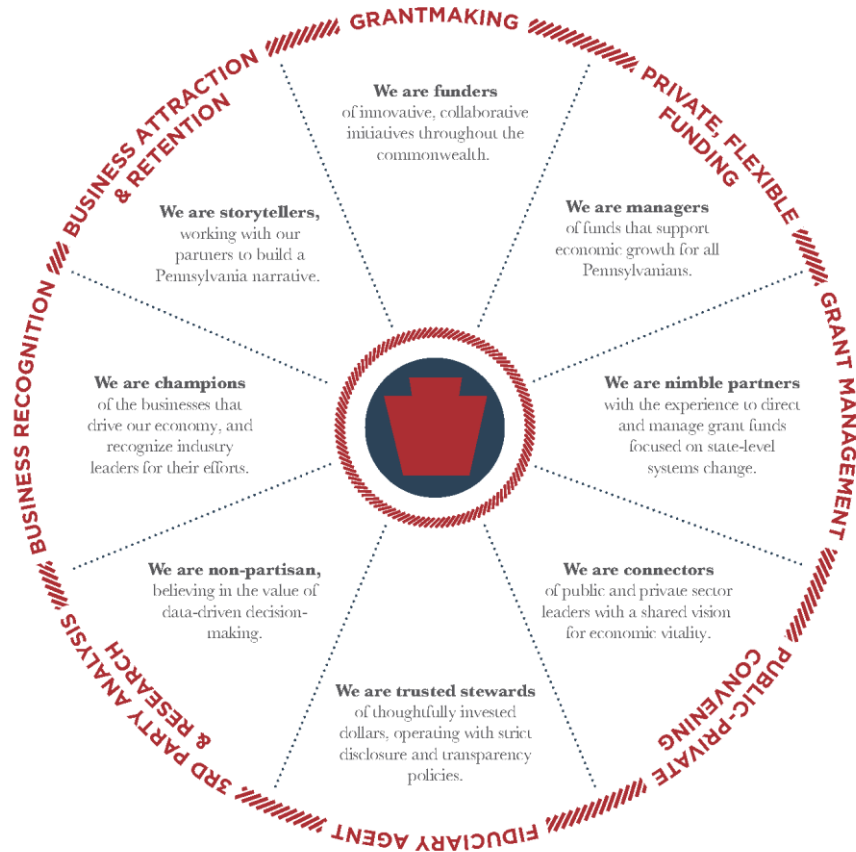 GRANTMAKING
We are funders
of innovative, collaborative
initiatives throughout the
commonwealth.
PRIVATE, FLEXIBLE
FUNDING
We are managers
of funds that support
economic growth for all
Pennsylvanians.
GRANT MANAGEMENT
We are nimble partners
with the experience to direct
and manage grant funds
focused on state-level
systems change.
PUBLIC-PRIVATE
CONVENING
We are connectors
of public and private sector
leaders with a shared vision
for economic vitality.
FIDUCIARY AGENT
We are trusted stewards
of thoughtfully invested
dollars, operating with strict
disclosure and transparency
policies.
3RD PARTY ANALYSIS
& RESEARCH
We are non-partisan,
believing in the value of
data-driven decision-
making.
BUSINESS RECOGNITION
We are champions
of the businesses that
drive our economy, and
recognize industry
leaders for their efforts.
BUSINESS ATTRACTION
& RETENTION
We are storytellers,
working with our
partners to build a
Pennsylvania narrative.